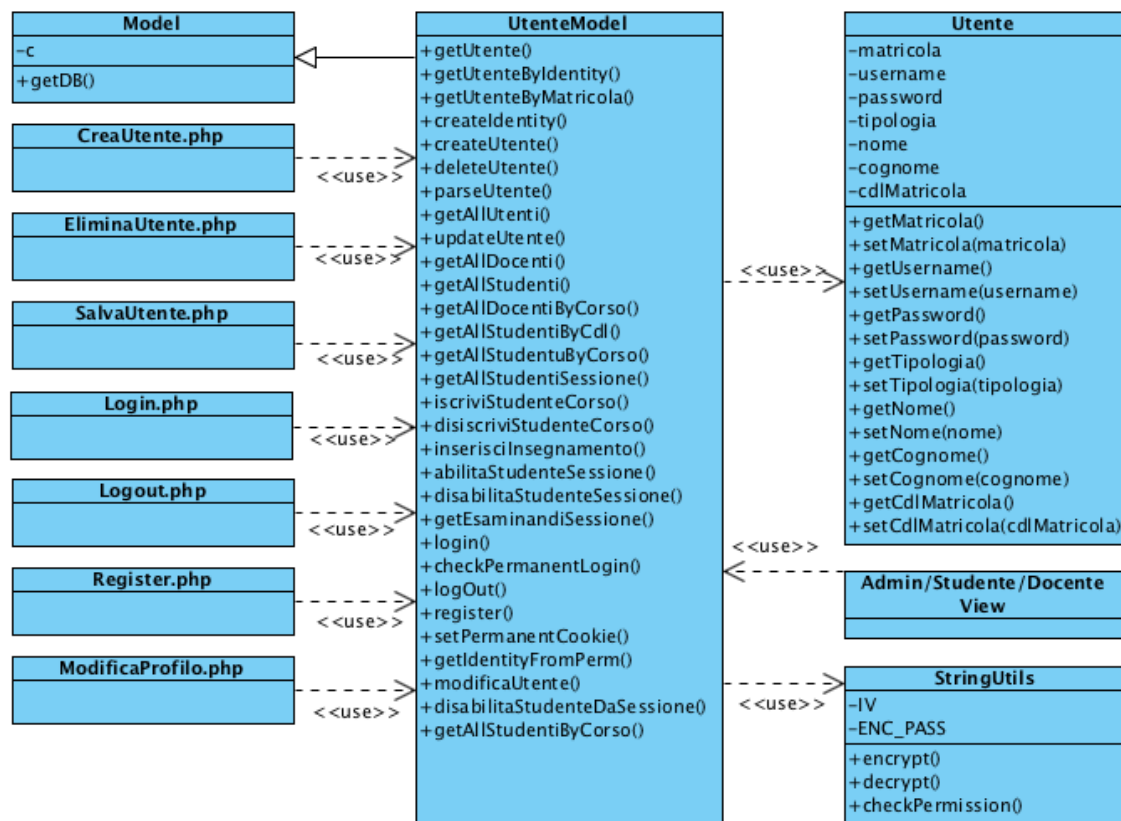 Model
-c
+getDB()
CreaUtente.php
<<use>>
EliminaUtente.php
<<use>>
SalvaUtente.php
<<use>>
Login.php
<<use>>
Logout.php
<<use>>
Register.php
<<use>>
ModificaProfilo.php
<<use>>
UtenteModel
+getUtente()
+getUtenteByIdentity()
+getUtenteByMatricola()
+createIdentity()
+createUtente()
+deleteUtente()
+parseUtente()
+getAllUtenti()
+updateUtente()
+getAllDocenti()
+getAllStudenti()
+getAllDocentiByCorso()
+getAllStudentiByCdl()
+getAllStudentuByCorso()
+getAllStudentiSessione()
+iscriviStudenteCorso()
+disiscriviStudenteCorso()
+inserisciInsegnamento()
+abilitaStudenteSessione()
+disabilitaStudenteSessione()
+getEsaminandiSessione()
+login()
+checkPermanentLogin()
+logOut()
+register()
+setPermanentCookie()
+getIdentityFromPerm()
+modificaUtente()
+disabilitaStudenteDaSessione()
+getAllStudentiByCorso()
<<use>>
<<use>>
<<use>>
Utente
-matricola
-username
-password
-tipologia
-nome
-cognome
-cdlMatricola
+getMatricola()
+setMatricola(matricola)
+getUsername()
+setUsername(username)
+getPassword()
+setPassword(password)
+getTipologia()
+setTipologia(tipologia)
+getNome()
+setNome(nome)
+getCognome()
+setCognome(cognome)
+getCdlMatricola()
+setCdlMatricola(cdlMatricola)
Admin/Studente/Docente
View
StringUtils
-IV
-ENC_PASS
+encrypt()
+decrypt()
+checkPermission()